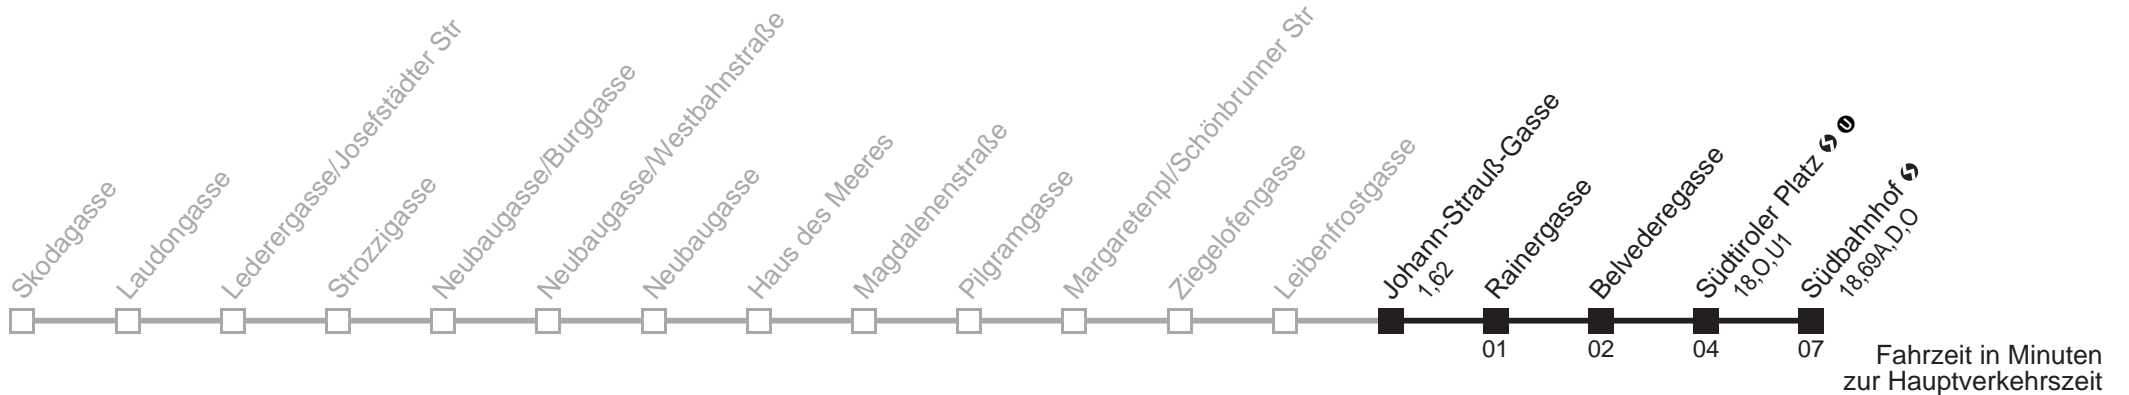 Skodagasse
Laudongasse
Lederergasse/Josefstädter Str
Strozzigasse
Neubaugasse/Burggasse
Neubaugasse/Westbahnstraße
Neubaugasse
Haus des Meeres
Magdalenenstraße
Pilgramgasse
Margaretenpl/Schönbrunner Str
Ziegelofengasse
Leibenfrostgasse
Johann-Strauß-Gasse
1,62
Rainergasse
Belvederegasse
Südtiroler Platz S U
18,O,U1
Südbahnhof S
18,69A,D,O
01
02
04
07
Fahrzeit in Minuten
zur Hauptverkehrszeit